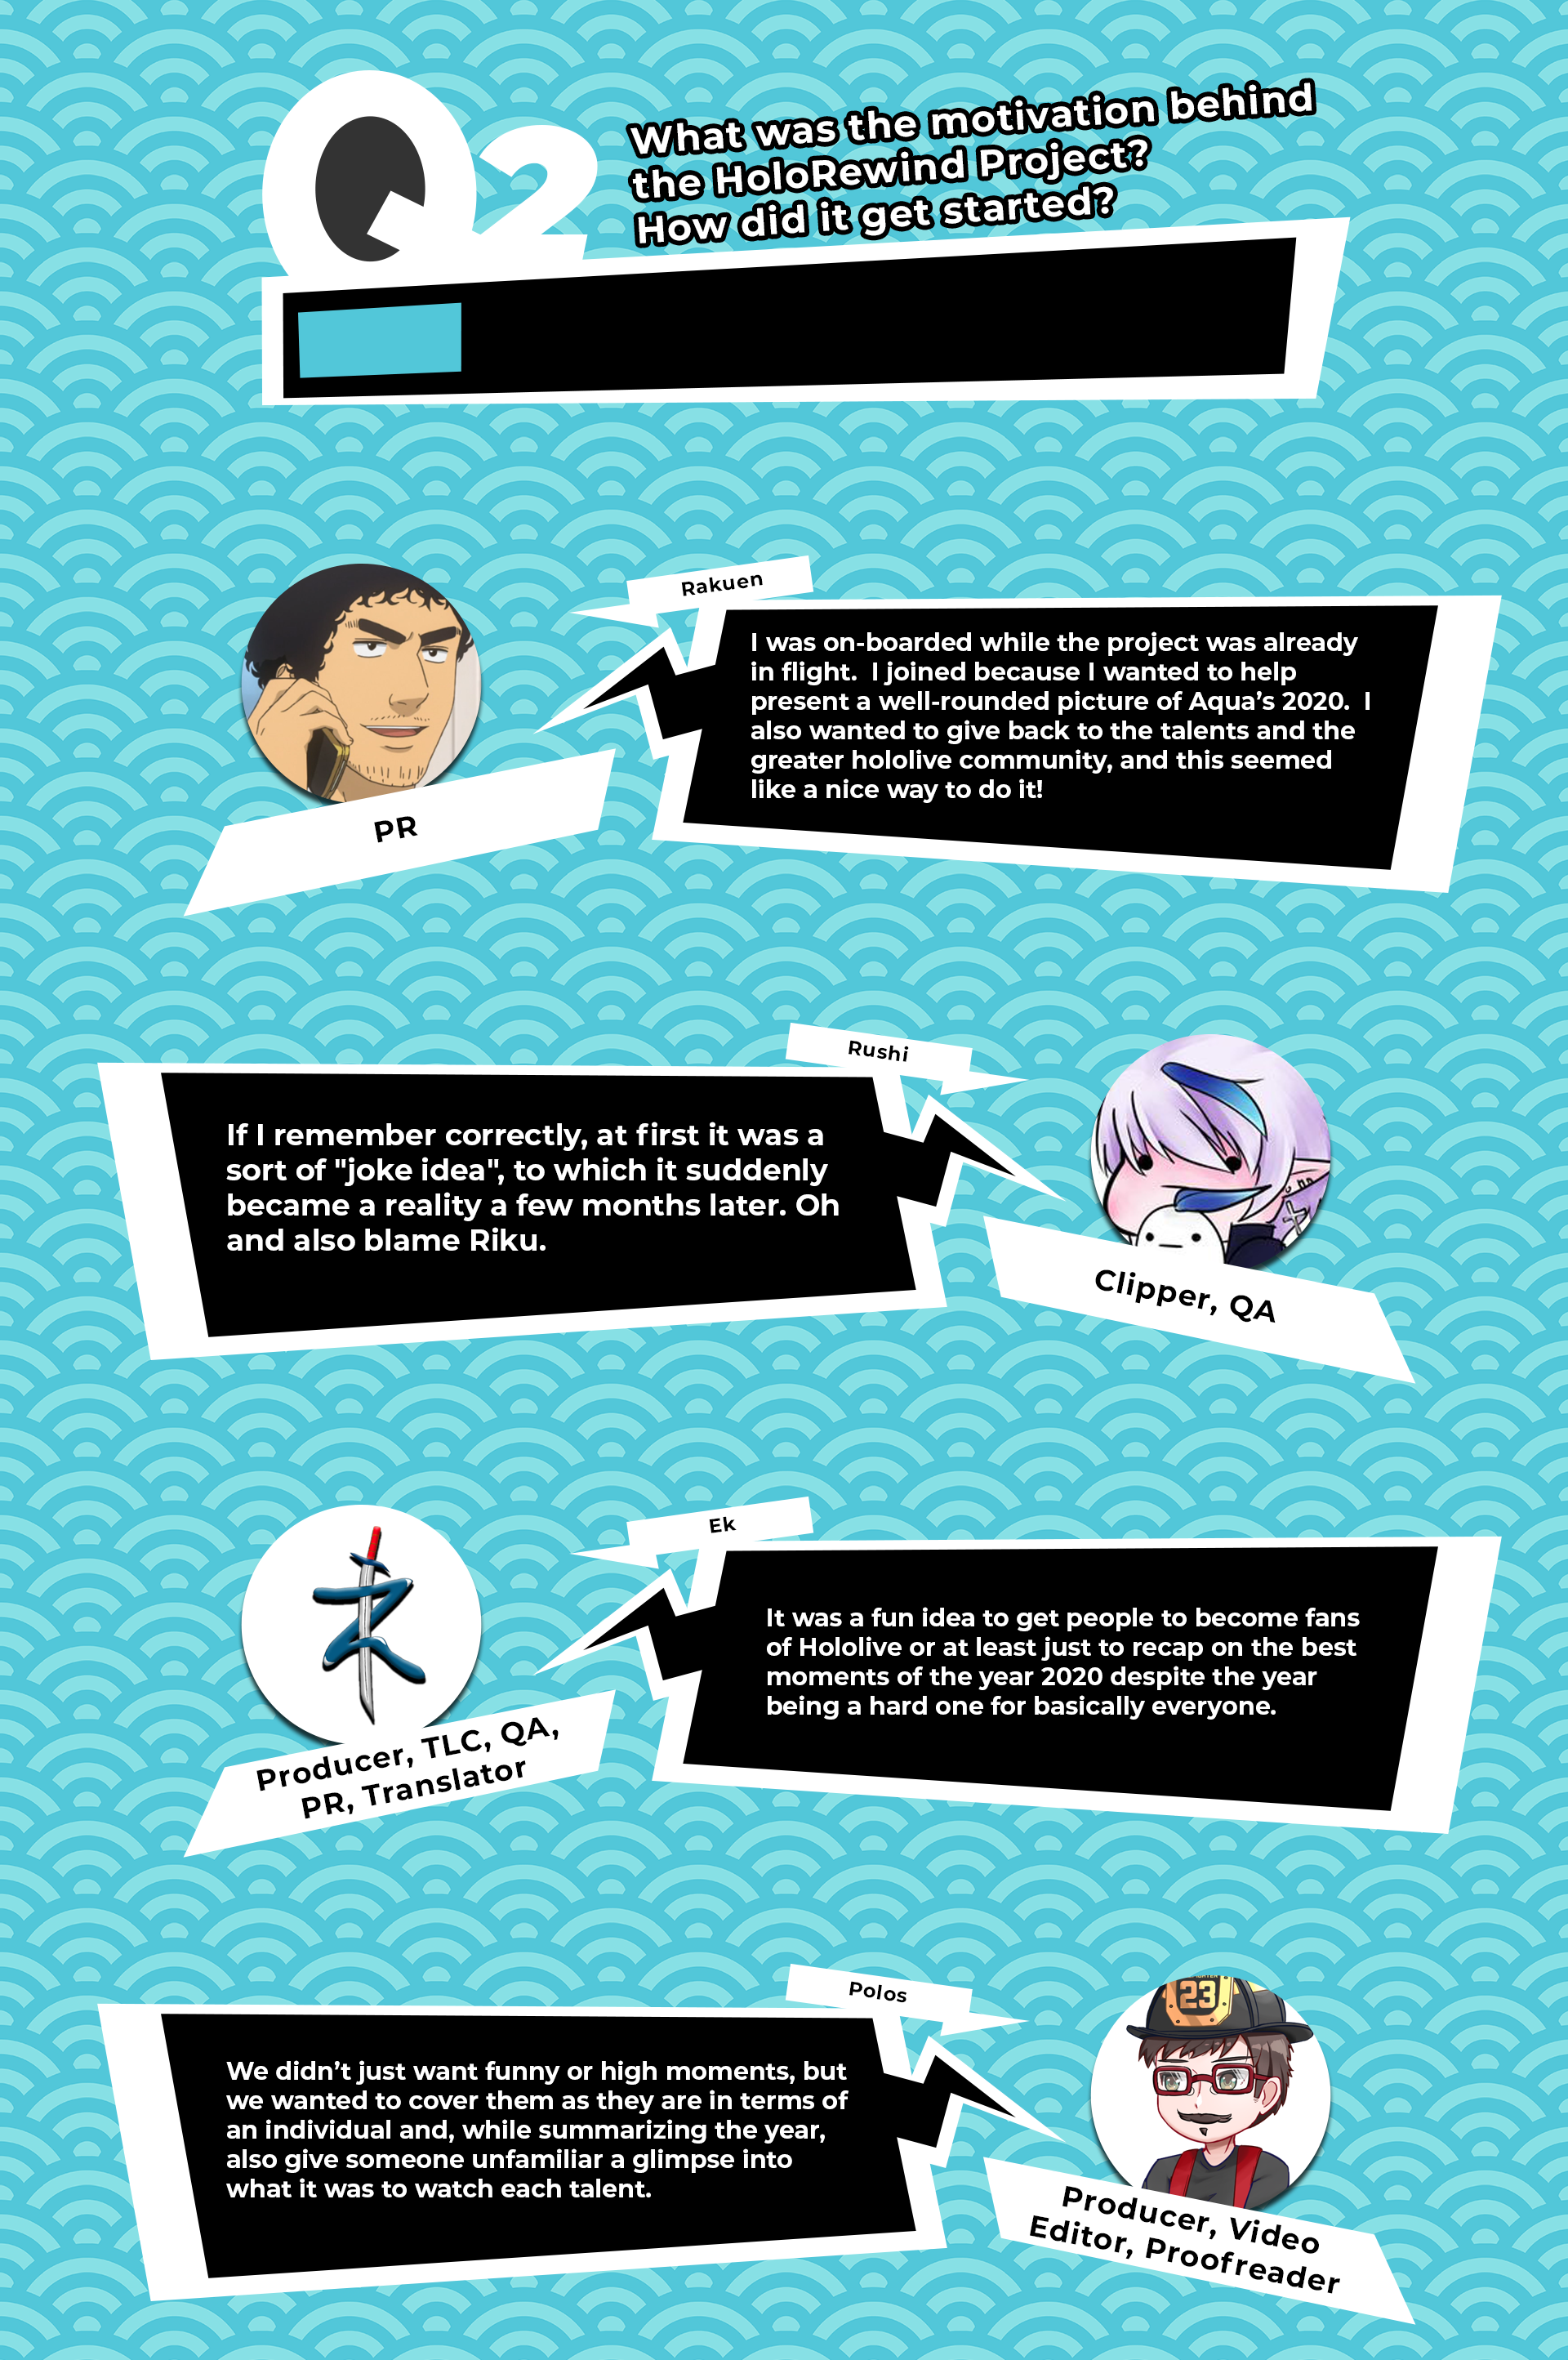 Q2
What was the motivation behind
the HoloRewind Project?
How did it get started?
Rakuen
I was on-boarded while the project was already
in flight.  I joined because I wanted to help
present a well-rounded picture of Aqua’s 2020.  I
also wanted to give back to the talents and the
greater hololive community, and this seemed
like a nice way to do it!
PR
Rushi
If I remember correctly, at first it was a
sort of "joke idea", to which it suddenly
became a reality a few months later. Oh
and also blame Riku.
Clipper, QA
Ek
It was a fun idea to get people to become fans
of Hololive or at least just to recap on the best
moments of the year 2020 despite the year
being a hard one for basically everyone.
Producer, TLC, QA,
PR, Translator
Polos
23
We didn’t just want funny or high moments, but
we wanted to cover them as they are in terms of
an individual and, while summarizing the year,
also give someone unfamiliar a glimpse into
what it was to watch each talent.
Producer, Video
Editor, Proofreader